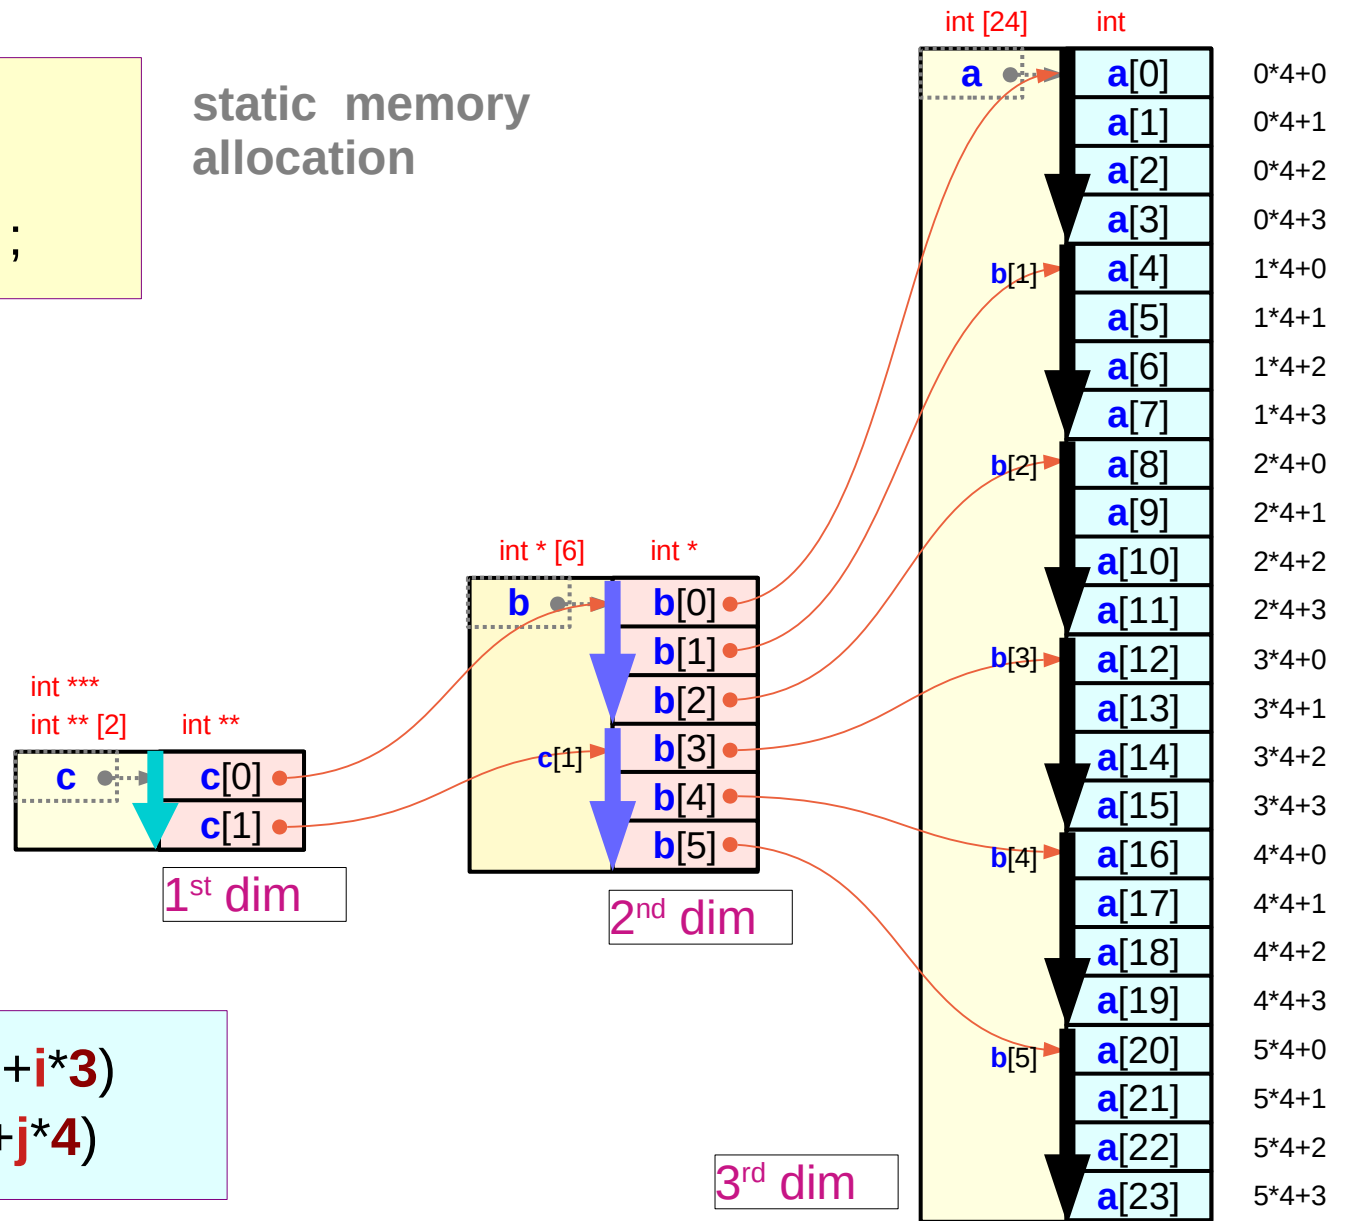 int [24] int
static memory
allocation
;
a a[0] 0*4+0
a[1] 0*4+1
a[2] 0*4+2
a[3] 0*4+3
b[1] a[4] 1*4+0
a[5] 1*4+1
a[6] 1*4+2
a[7] 1*4+3
b[2] a[8] 2*4+0
a[9] 2*4+1
a[10] 2*4+2
a[11] 2*4+3
b[3] a[12] 3*4+0
a[13] 3*4+1
a[14] 3*4+2
a[15] 3*4+3
b[4] a[16] 4*4+0
a[17] 4*4+1
a[18] 4*4+2
a[19] 4*4+3
b[5] a[20] 5*4+0
a[21] 5*4+1
a[22] 5*4+2
a[23] 5*4+3
int * [6] int *
b b[0]
b[1]
b[2]
c[1] b[3]
b[4]
b[5]
int ***
int ** [2] int **
c c[0]
c[1]
1st dim
2nd dim
3rd dim
+i*3)
+j*4)